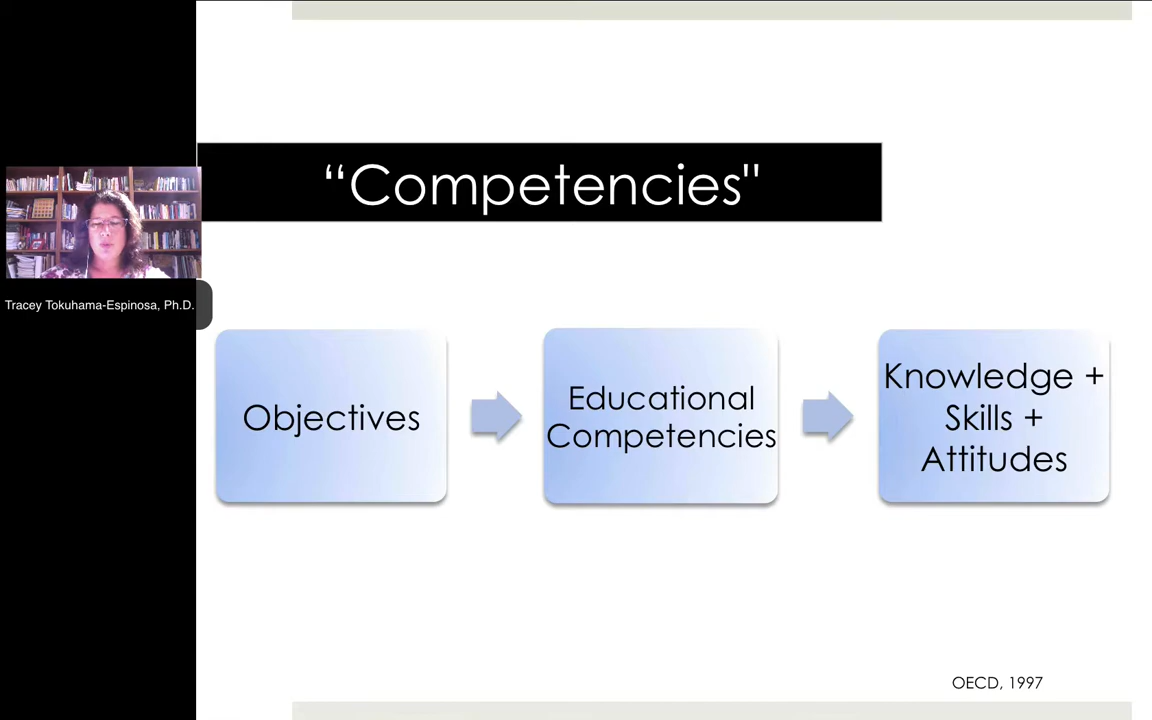 “Competencies"
Tracey Tokuhama-Espinosa, Ph.D.
Objectives
Educational
Competencies
Knowledge +
Skills +
Attitudes
OECD, 1997